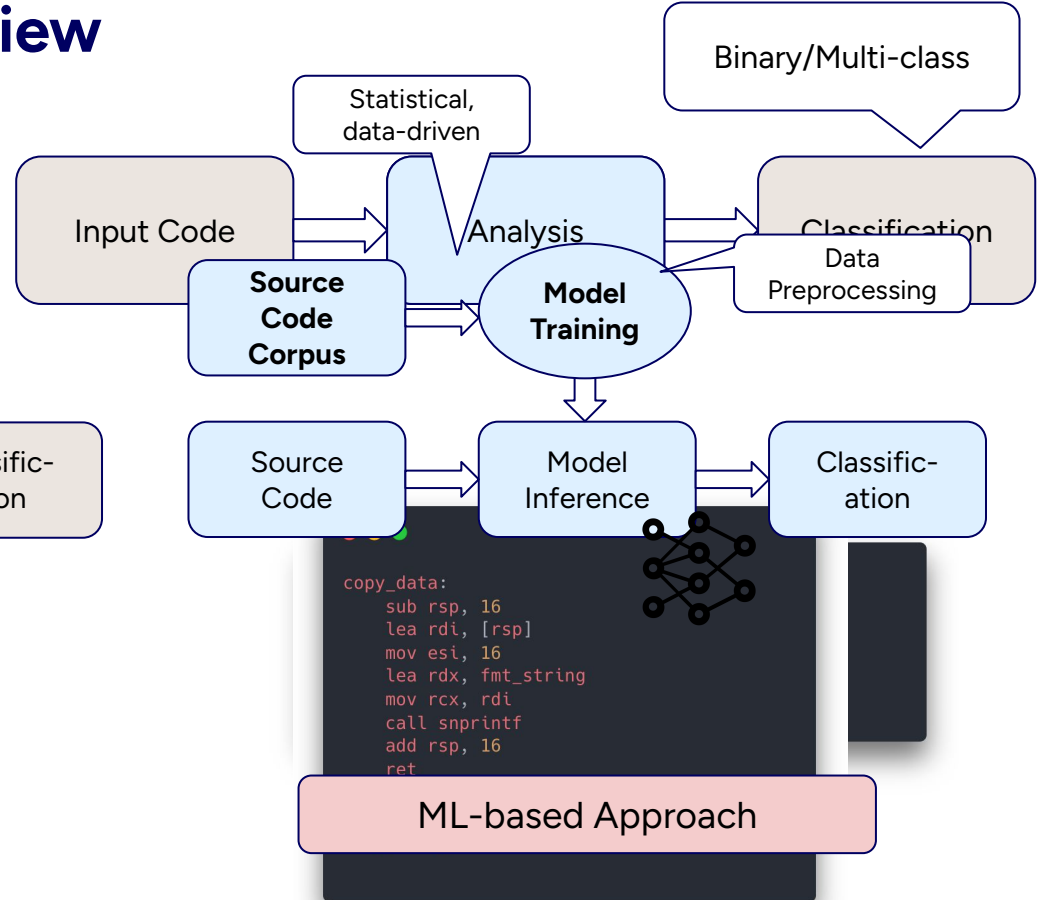 iew
Binary/Multi-class
Statistical,
data-driven
Input Code
Analysis
Classification
Data
Preprocessing
Source
Code
Corpus
Model
Training
sific-
on
Source
Code
Model
Inference
Classific-
ation
copy_data:
sub rsp, 16
lea rdi, [rsp]
mov esi, 16
lea rdx, fmt_string
mov rcx, rdi
call snprintf
add rsp, 16
ret
ML-based Approach